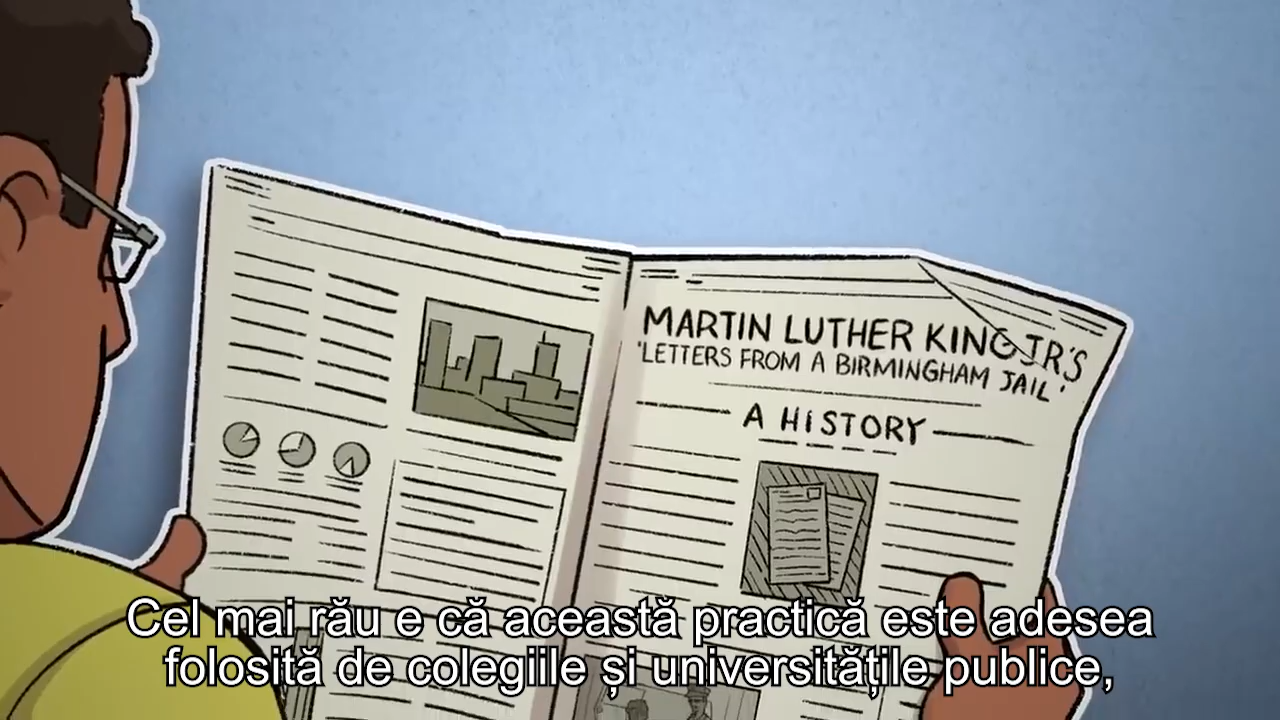 MARTIN LUTHER KING JR'S
'LETTERS FROM A BIRMINGHAM JAIL'
A HISTORY
Cel mai rău e că această practică este adesea
folosită de colegiile și universitățile publice,